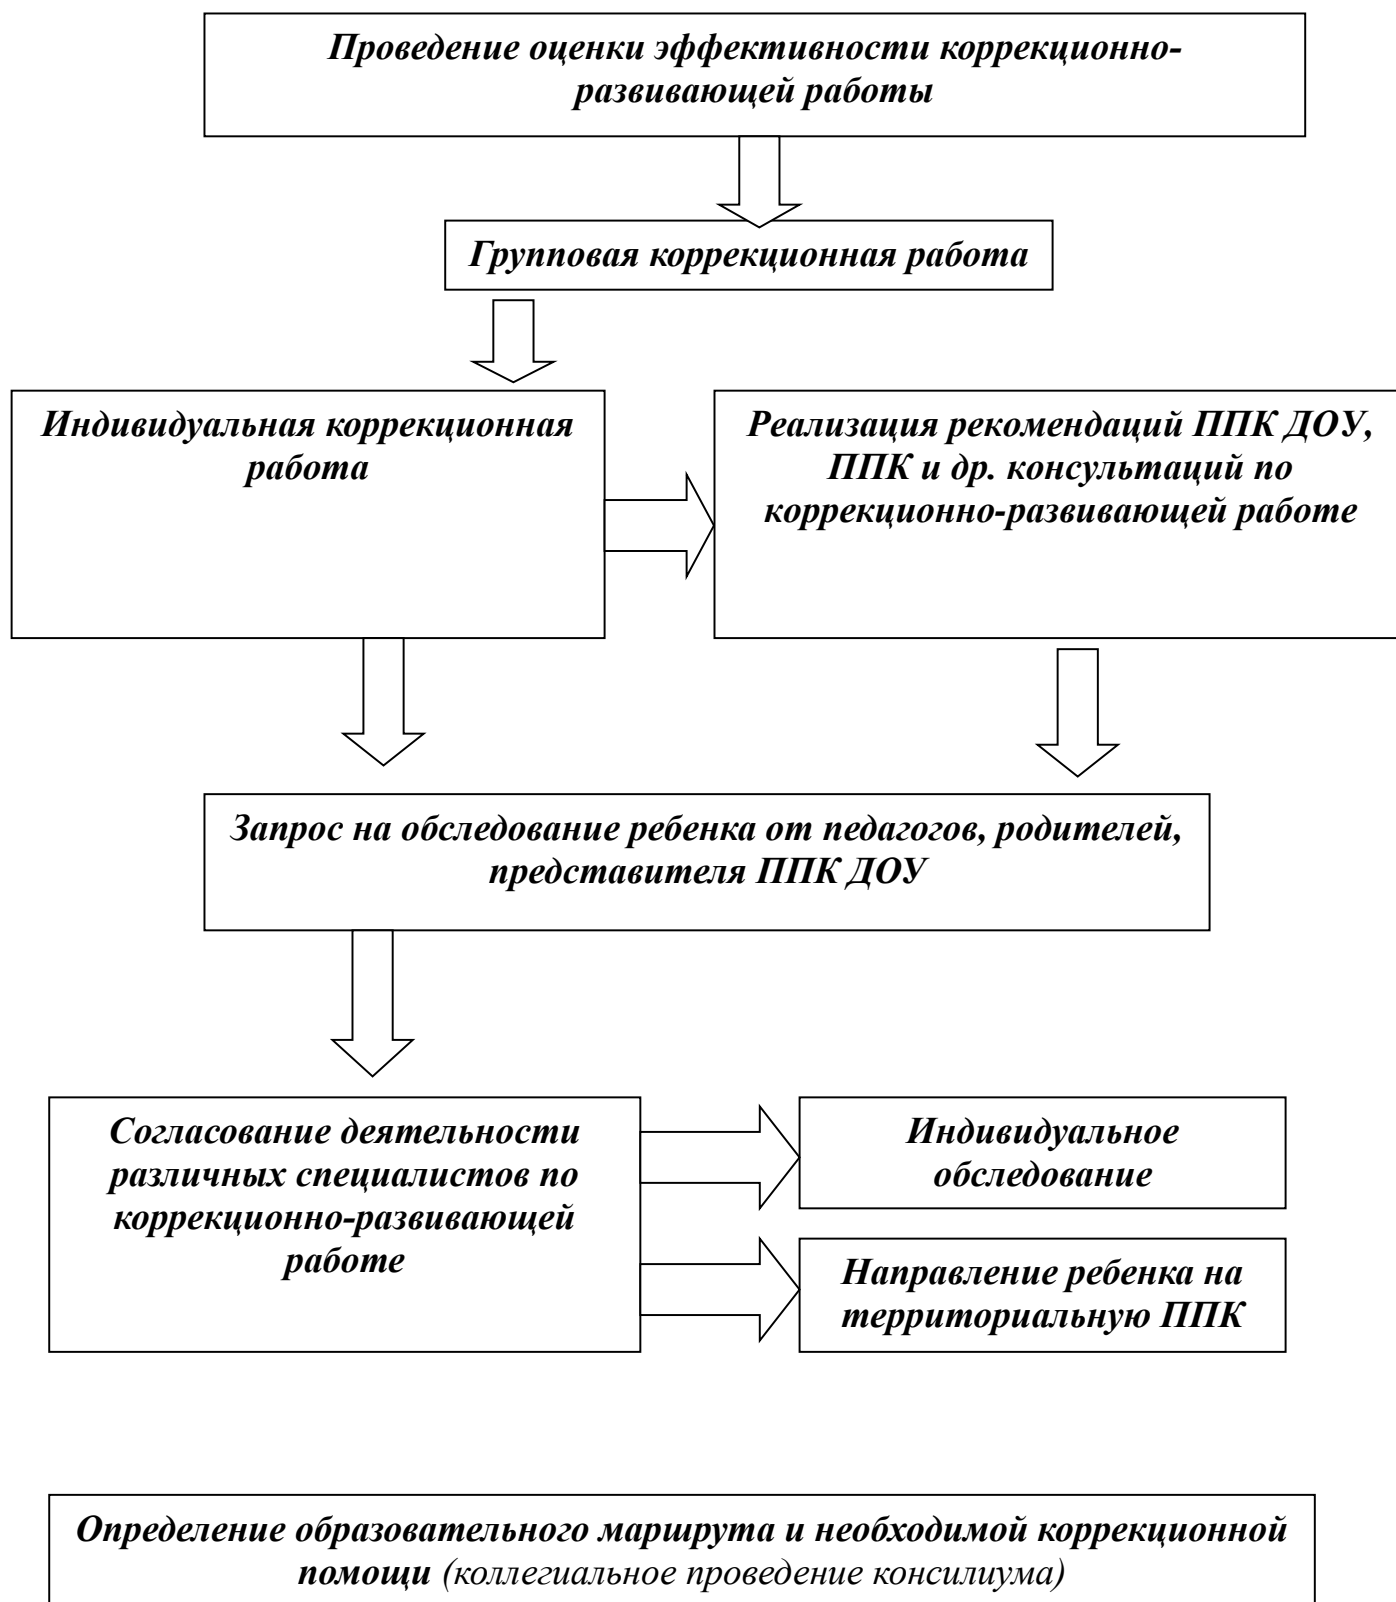 Проведение оценки эффективности коррекционно-
развивающей работы
Групповая коррекционная работа
Индивидуальная коррекционная
работа
Реализация рекомендаций ППК ДОУ,
ППК и др. консультаций по
коррекционно-развивающей работе
Запрос на обследование ребенка от педагогов, родителей,
представителя ППК ДОУ
Согласование деятельности
различных специалистов по
коррекционно-развивающей
работе
Индивидуальное
обследование
Направление ребенка на
территориальную ППК
Определение образовательного маршрута и необходимой коррекционной
помощи (коллегиальное проведение консилиума)